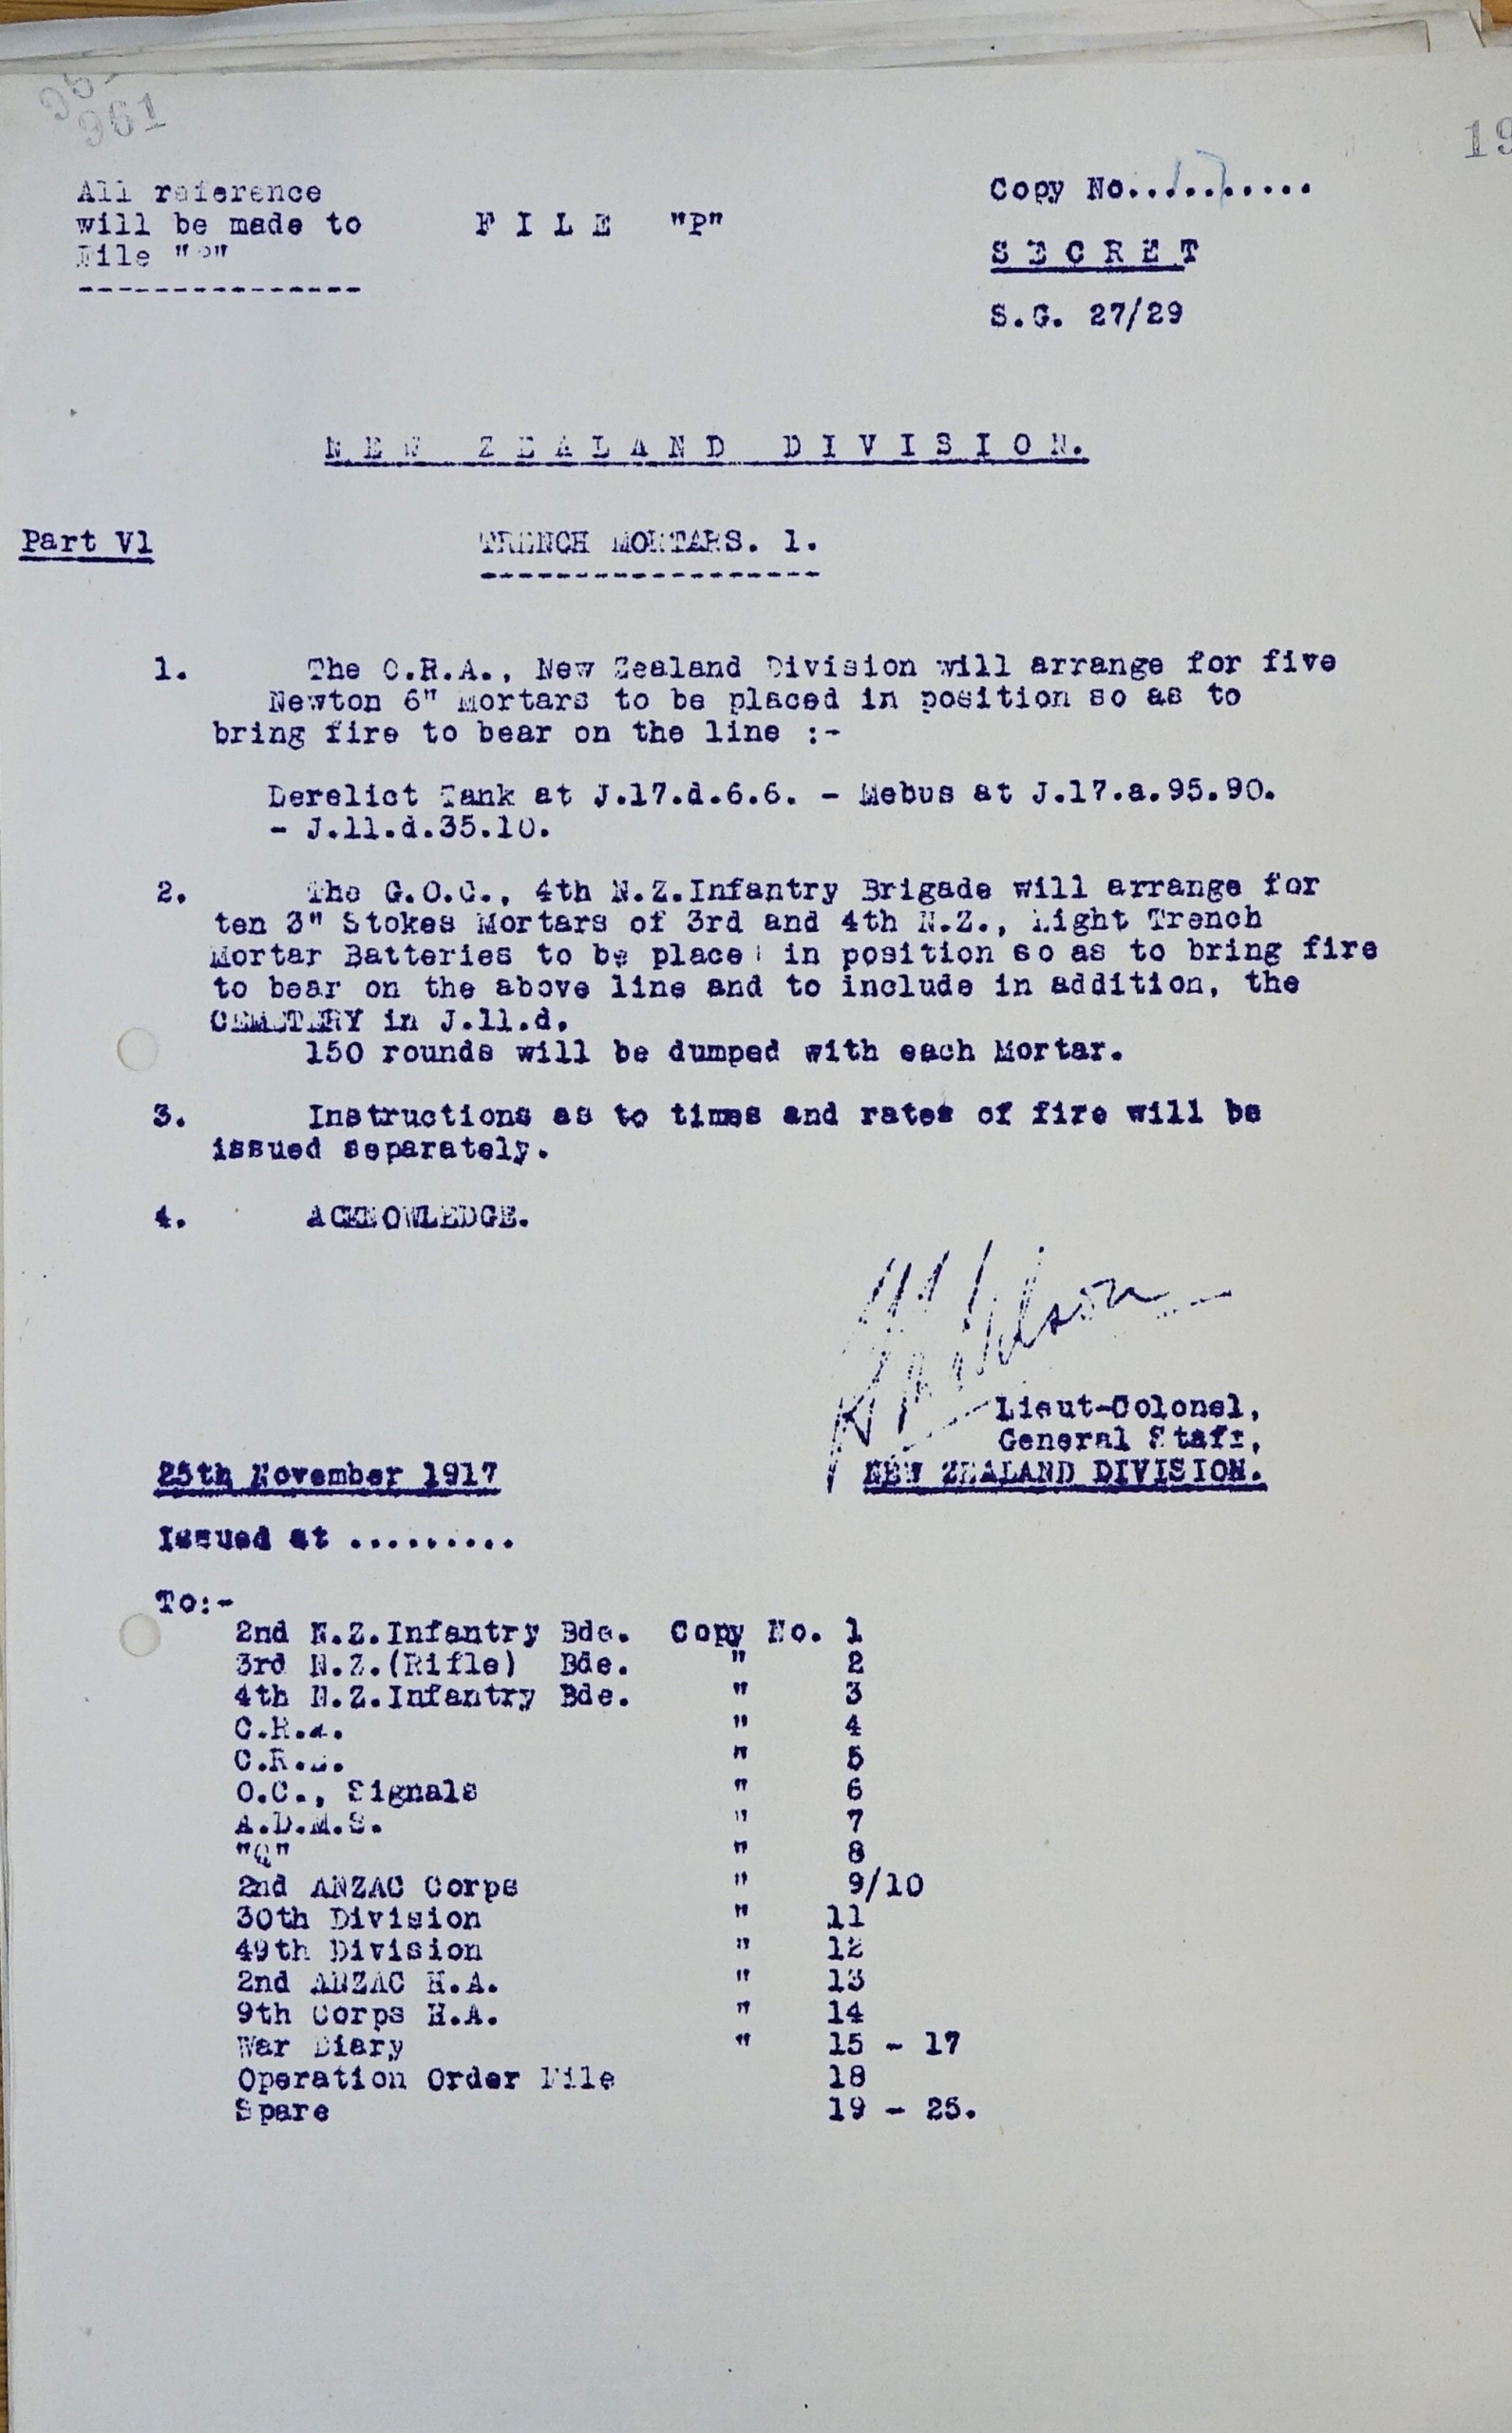 961
19
All reference
will be made to
File "P"
FILE "P"
Copy No.17.........
SECRET
S.G. 27/29
NEW ZEALAND DIVISION.
Part V1
TRENCH MORTARS. 1.
1. The C.R.A., New Zealand Division will arrange for five
Newton 6" Mortars to be placed in position so as to
bring fire to bear on the line :-
Derelict Tank at J.17.d.6.6. - Mebus at J.17.a.95.90.
- J.11.d.35.10.
2. The G.O.C., 4th N.Z.Infantry Brigade will arrange for
ten 3" Stokes Mortars of 3rd and 4th N.Z., Light Trench
Mortar Batteries to be placed in position so as to bring fire
to bear on the above line and to include in addition, the
CEMETERY in J.11.d.
150 rounds will be dumped with each Mortar.
3. Instructions as to times and rates of fire will be
issued separately.
4. ACKNOWLEDGE.
Wilson
Lieut-Colonel,
General Staff,
NEW ZEALAND DIVISION.
25th November 1917
Issued at .........
To:-
2nd N.Z.Infantry Bde. Copy No. 1
3rd N.Z.(Rifle) Bde. " 2
4th N.Z.Infantry Bde. " 3
C.R.A. " 4
C.R.E. " 5
O.C., Signals " 6
A.D.M.S. " 7
"Q" " 8
2nd ANZAC Corps " 9/10
30th Division " 11
49th Division " 12
2nd ANZAC H.A. " 13
9th Corps H.A. " 14
War Diary " 15 - 17
Operation Order File 18
Spare 19 - 25.